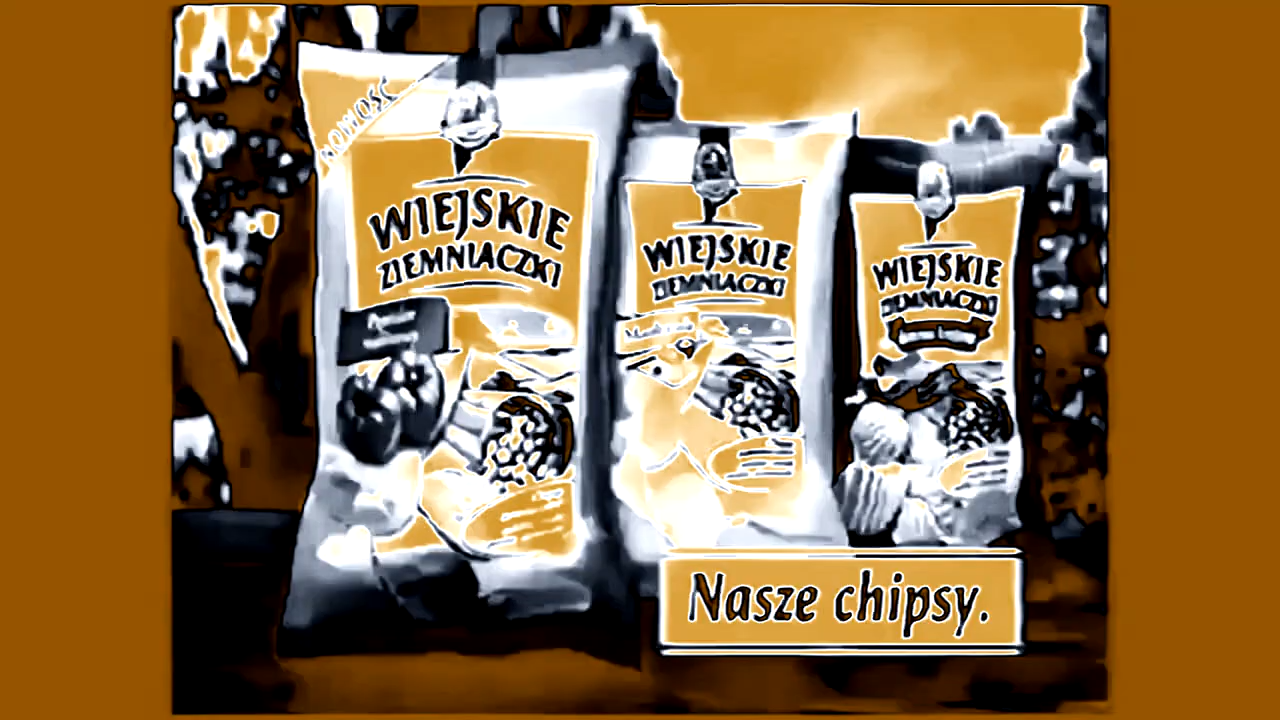 NOWOŚĆ
WIEJSKIE
ZIEMNIACZKI
WIEJSKIE
ZIEMNIACZKI
WIEJSKIE
ZIEMNIACZKI
Nasze chipsy.